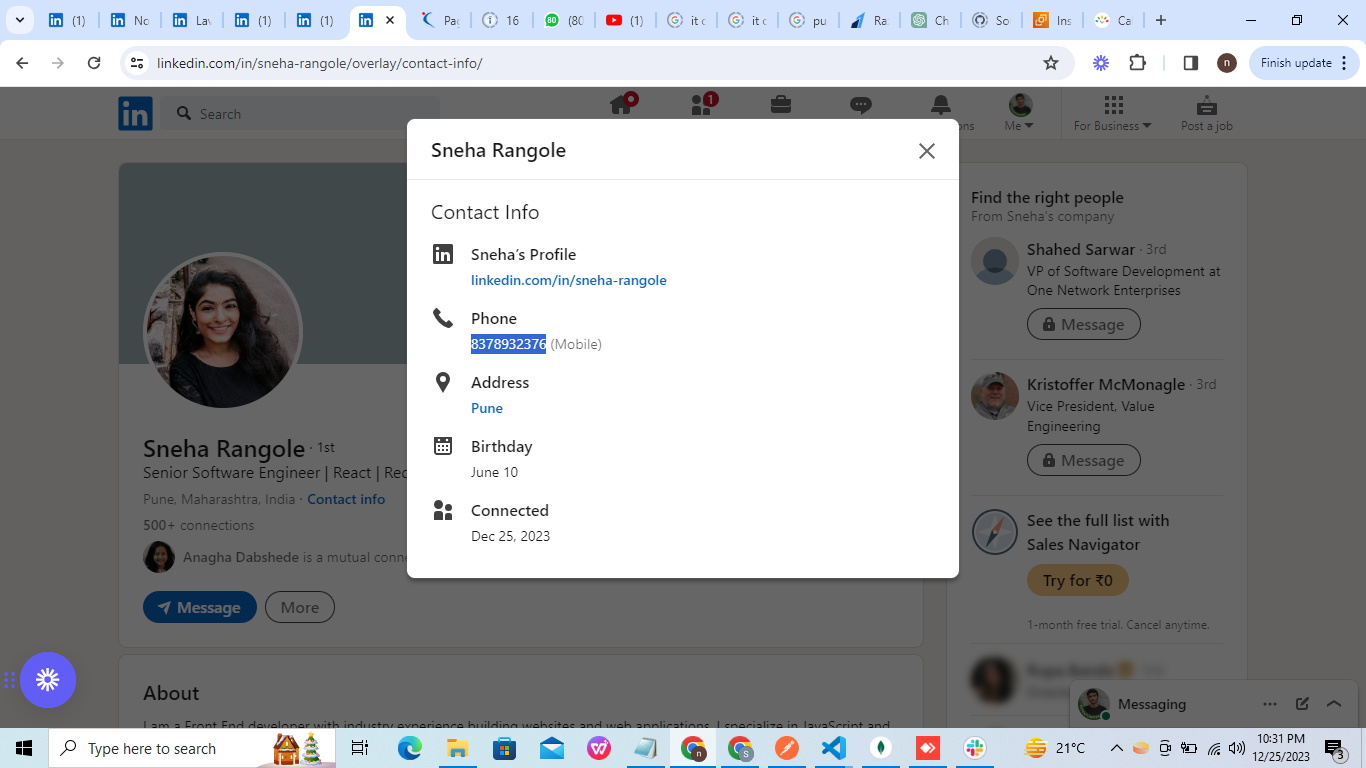 (1)
No
Lav
(1)
(1)
Pag
16
(80
(1)
it c
it c
pu
Ra
Ch
So
Ins
Ca
linkedin.com/in/sneha-rangole/overlay/contact-info/
n
Finish update
in
Search
1
ons
Me
For Business
Post a job
Sneha Rangole
Contact Info
Sneha’s Profile
linkedin.com/in/sneha-rangole
Phone
8378932376 (Mobile)
Address
Pune
Birthday
June 10
Connected
Dec 25, 2023
Sneha Rangole · 1st
Senior Software Engineer | React | Rec
Pune, Maharashtra, India · Contact info
500+ connections
Anagha Dabshede is a mutual conne
Message
More
About
I am a Front End developer with industry experience building websites and web applications. I specialize in JavaScript and
Find the right people
From Sneha's company
Shahed Sarwar · 3rd
VP of Software Development at
One Network Enterprises
Message
Kristoffer McMonagle · 3rd
Vice President, Value
Engineering
Message
See the full list with
Sales Navigator
Try for ₹0
1-month free trial. Cancel anytime.
Messaging
Type here to search
21°C
10:31 PM
12/25/2023
3